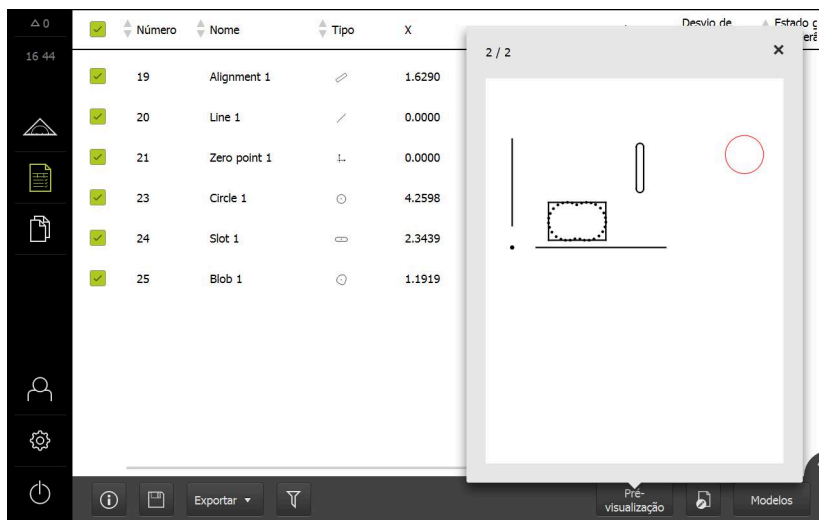 △ 0
16 44
Número Nome Tipo X Desvio de Estado
19 Alignment 1 1.6290
20 Line 1 0.0000
21 Zero point 1 0.0000
23 Circle 1 4.2598
24 Slot 1 2.3439
25 Blob 1 1.1919
2 / 2
Exportar
Pré-
visualização
Modelos